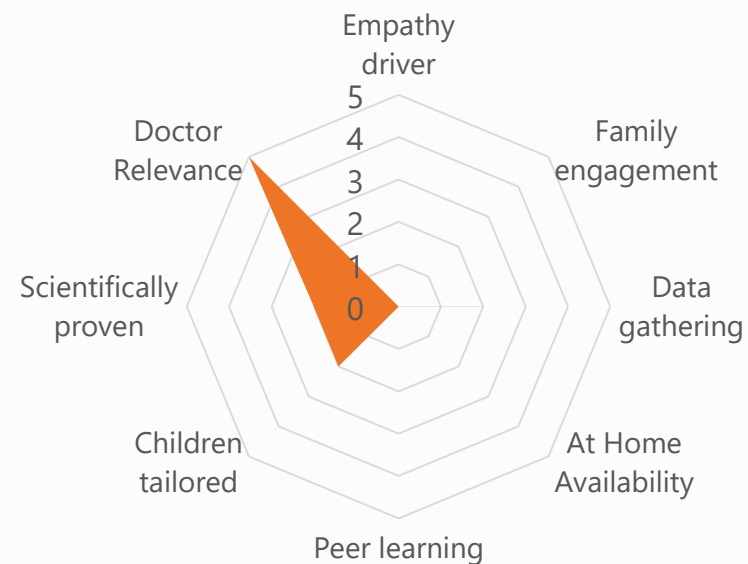 Empathy
driver
5
Doctor
Relevance
Family
engagement
4
3
2
1
0
Scientifically
proven
Data
gathering
Children
tailored
At Home
Availability
Peer learning